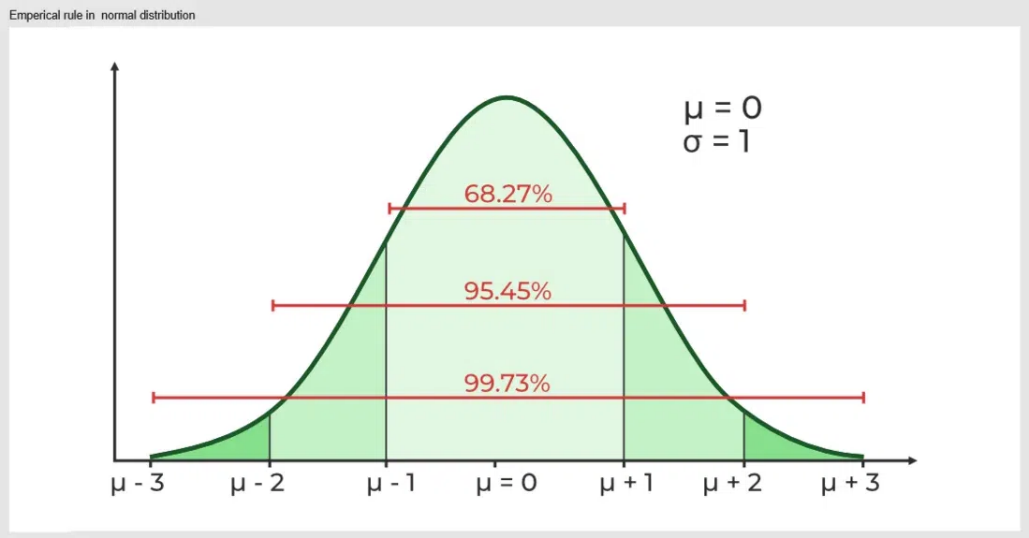 Emperical rule in  normal distribution
μ = 0
σ = 1
68.27%
95.45%
99.73%
μ - 3
μ - 2
μ - 1
μ = 0
μ + 1
μ + 2
μ + 3